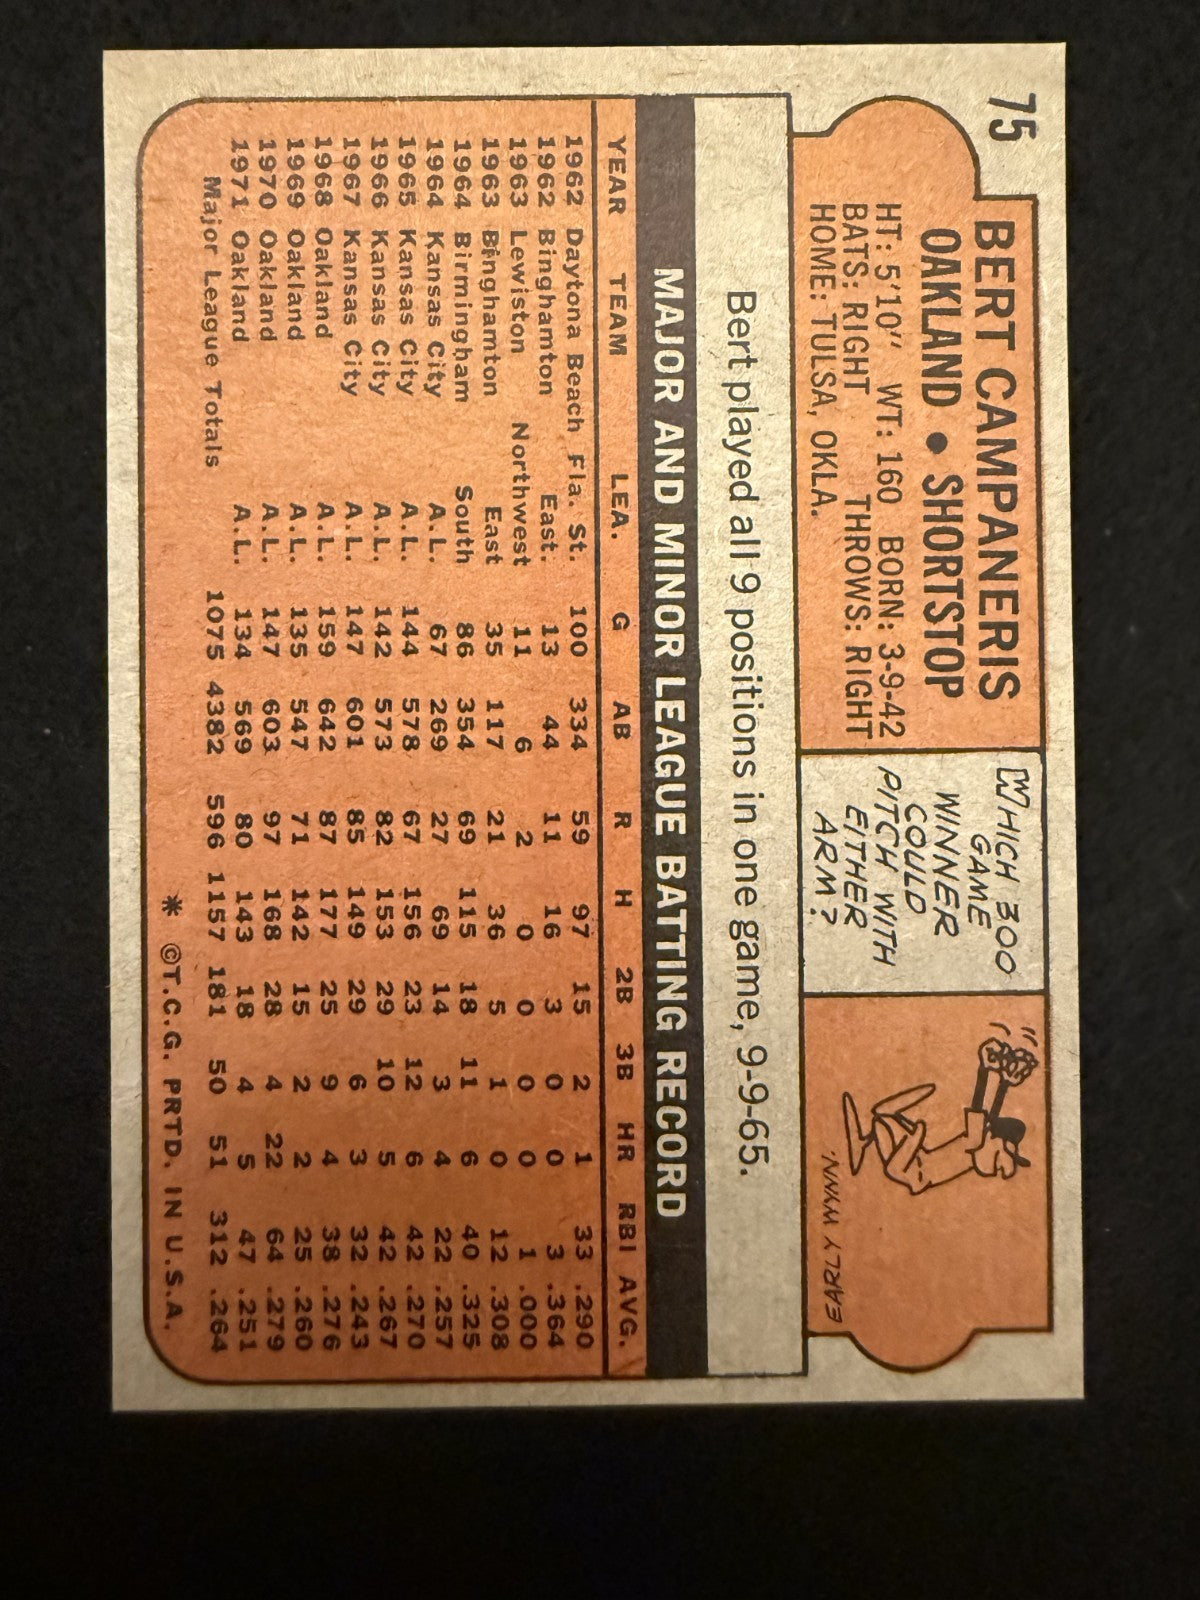 75
BERT CAMPANERIS
OAKLAND • SHORTSTOP
HT: 5'10" WT: 160 BORN: 3-9-42
BATS: RIGHT THROWS: RIGHT
HOME: TULSA, OKLA.
WHICH 300
GAME
WINNER
COULD
PITCH WITH
EITHER
ARM?
EARLY WYNN.
Bert played all 9 positions in one game, 9-9-65.
MAJOR AND MINOR LEAGUE BATTING RECORD
YEAR TEAM LEA. G AB R H 2B 3B HR RBI AVG.
1962 Daytona Beach Fla. St. 100 334 59 97 15 2 1 33 .290
1962 Binghamton East. 13 44 11 16 3 0 0 3 .364
1963 Lewiston Northwest 11 6 2 0 0 0 0 1 .000
1963 Binghamton East 35 117 21 36 5 1 0 12 .308
1964 Birmingham South 86 354 69 115 18 11 6 40 .325
1964 Kansas City A.L. 67 269 27 69 14 3 4 22 .257
1965 Kansas City A.L. 144 578 67 156 23 12 6 42 .270
1966 Kansas City A.L. 142 573 82 153 29 10 5 42 .267
1967 Kansas City A.L. 147 601 85 149 29 6 3 32 .243
1968 Oakland A.L. 159 642 87 177 25 9 4 38 .276
1969 Oakland A.L. 135 547 71 142 15 2 2 25 .260
1970 Oakland A.L. 147 603 97 168 28 4 22 64 .279
1971 Oakland A.L. 134 569 80 143 18 4 5 47 .251
Major League Totals 1075 4382 596 1157 181 50 51 312 .264
* ©T.C.G. PRTD. IN U.S.A.